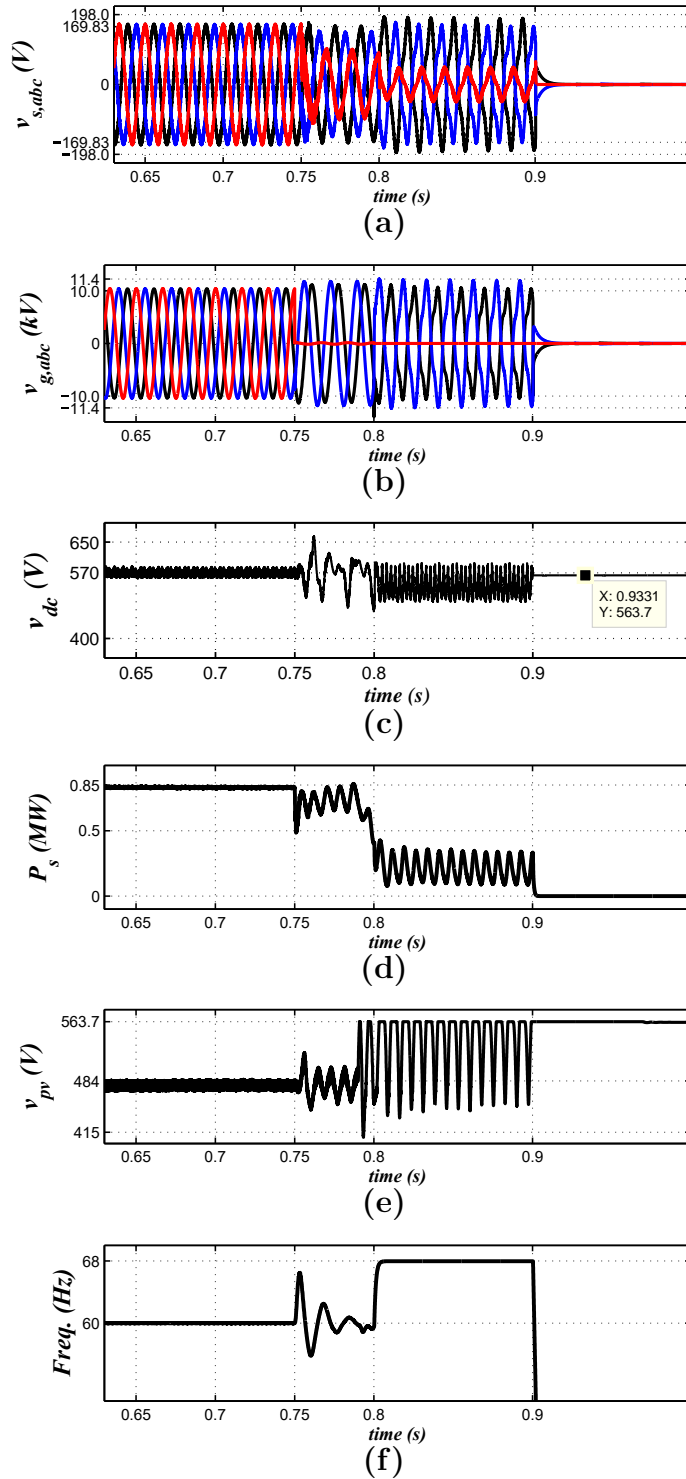 v s,abc (V)
198.0
169.83
0
−169.83
−198.0
0.65 0.7 0.75 0.8 0.9
time (s)
(a)
v g,abc (kV)
11.4
10.0
0
−10.0
−11.4
0.65 0.7 0.75 0.8 0.9
time (s)
(b)
v dc (V)
650
570
400
X: 0.9331
Y: 563.7
0.65 0.7 0.75 0.8 0.9
time (s)
(c)
P s (MW)
0.85
0.5
0
0.65 0.7 0.75 0.8 0.9
time (s)
(d)
v pv (V)
563.7
484
415
0.65 0.7 0.75 0.8 0.9
time (s)
(e)
Freq. (Hz)
68
60
0.65 0.7 0.75 0.8 0.9
time (s)
(f)